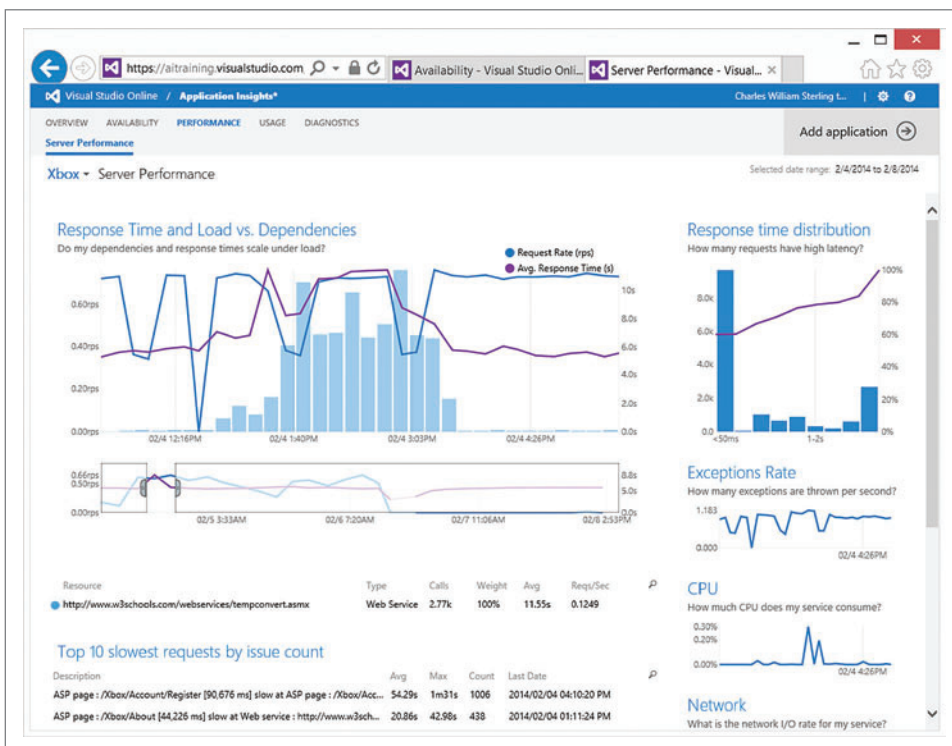 https://aitraining.visualstudio.com
Availability - Visual Studio Onli...
Server Performance - Visual... ×
Visual Studio Online / Application Insights*
Charles William Sterling t...
OVERVIEW AVAILABILITY PERFORMANCE USAGE DIAGNOSTICS
Add application
Server Performance
Xbox Server Performance
Selected date range: 2/4/2014 to 2/8/2014
Response Time and Load vs. Dependencies
Do my dependencies and response times scale under load?
Request Rate (rps)
Avg. Response Time (s)
0.60rps
0.40rps
0.20rps
0.00rps
10s
8.0s
6.0s
4.0s
2.0s
0.0s
02/4 12:16PM 02/4 1:40PM 02/4 3:03PM 02/4 4:26PM
0.66rps
0.50rps
0.00rps
8.8s
5.0s
0.0s
02/5 3:33AM 02/6 7:20AM 02/7 11:06AM 02/8 2:53PM
Resource Type Calls Weight Avg Reqs/Sec
http://www.w3schools.com/webservices/tempconvert.asmx Web Service 2.77k 100% 11.55s 0.1249
Top 10 slowest requests by issue count
Description Avg Max Count Last Date
ASP page : /Xbox/Account/Register [90,676 ms] slow at ASP page : /Xbox/Acc... 54.29s 1m31s 1006 2014/02/04 04:10:20 PM
ASP page : /Xbox/About [44,226 ms] slow at Web service : http://www.w3sch... 20.86s 42.98s 438 2014/02/04 01:11:24 PM
Response time distribution
How many requests have high latency?
8.0k
6.0k
4.0k
2.0k
0.0
100%
80%
60%
40%
20%
0%
<50ms 1-2s
Exceptions Rate
How many exceptions are thrown per second?
1.183
0.000
02/4 4:26PM
CPU
How much CPU does my service consume?
0.30%
0.20%
0.00%
02/4 4:26PM
Network
What is the network I/O rate for my service?